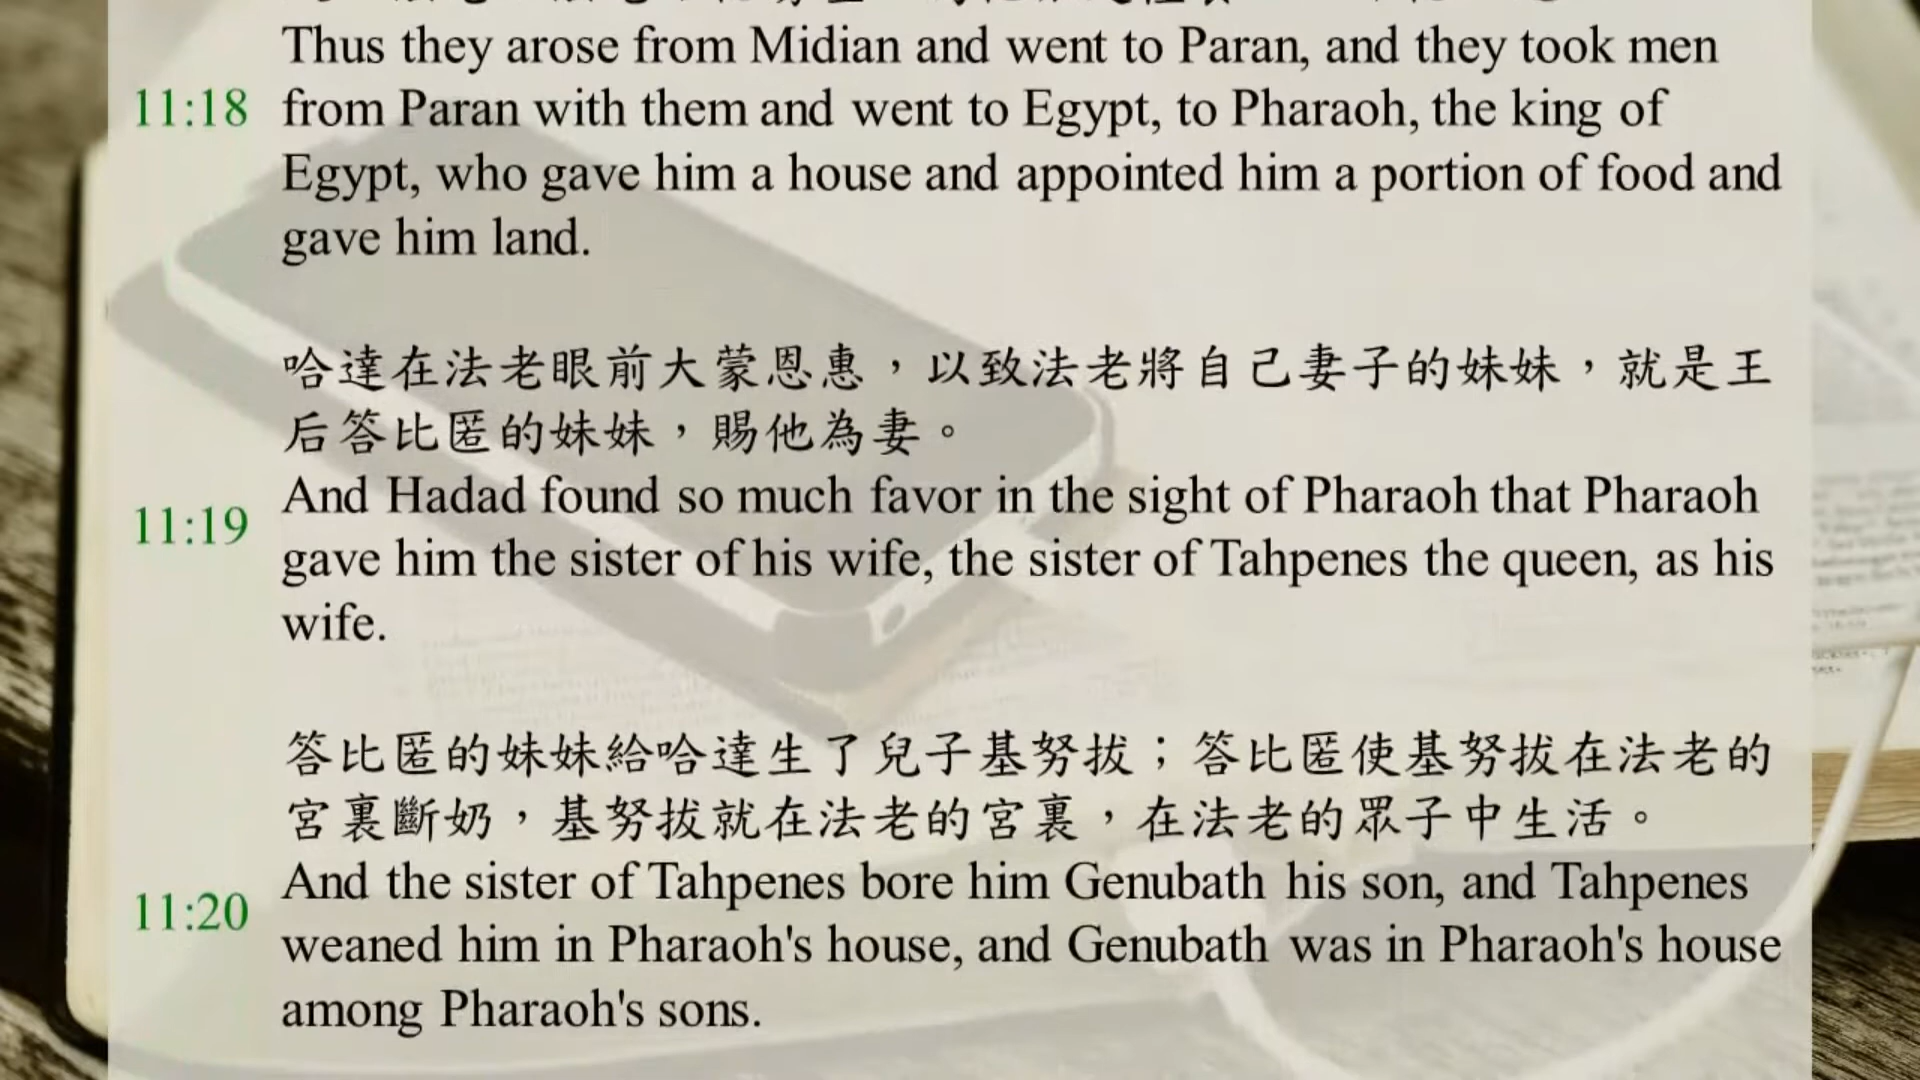 Thus they arose from Midian and went to Paran, and they took men
11:18 from Paran with them and went to Egypt, to Pharaoh, the king of
Egypt, who gave him a house and appointed him a portion of food and
gave him land.
哈達在法老眼前大蒙恩惠，以致法老將自己妻子的妹妹，就是王
后答比匿的妹妹，賜他為妻。
And Hadad found so much favor in the sight of Pharaoh that Pharaoh
11:19 gave him the sister of his wife, the sister of Tahpenes the queen, as his
wife.
答比匿的妹妹給哈達生了兒子基努拔；答比匿使基努拔在法老的
宮裏斷奶，基努拔就在法老的宮裏，在法老的眾子中生活。
And the sister of Tahpenes bore him Genubath his son, and Tahpenes
11:20 weaned him in Pharaoh's house, and Genubath was in Pharaoh's house
among Pharaoh's sons.